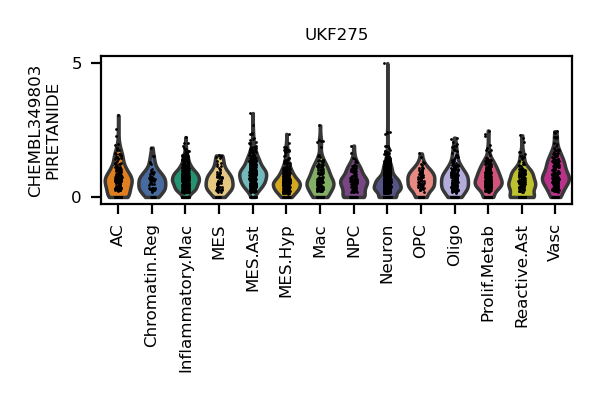 UKF275
CHEMBL349803
PIRETANIDE
5
0
AC
Chromatin.Reg
Inflammatory.Mac
MES
MES.Ast
MES.Hyp
Mac
NPC
Neuron
OPC
Oligo
Prolif.Metab
Reactive.Ast
Vasc